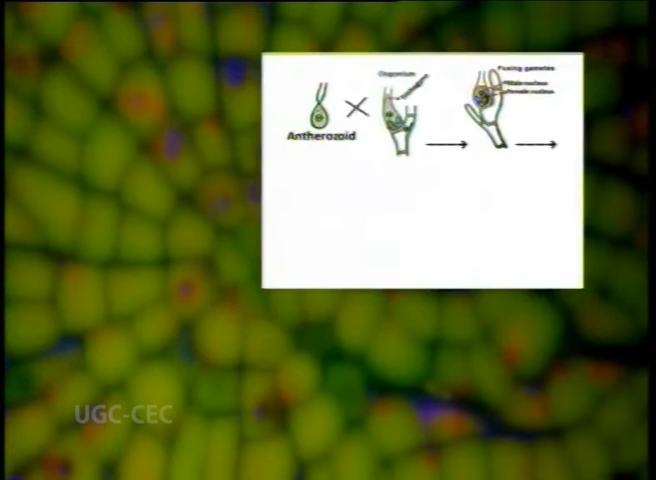 Oogonium
Antherozoid
Fusing gametes
Male nucleus
Female nucleus
UGC-CEC